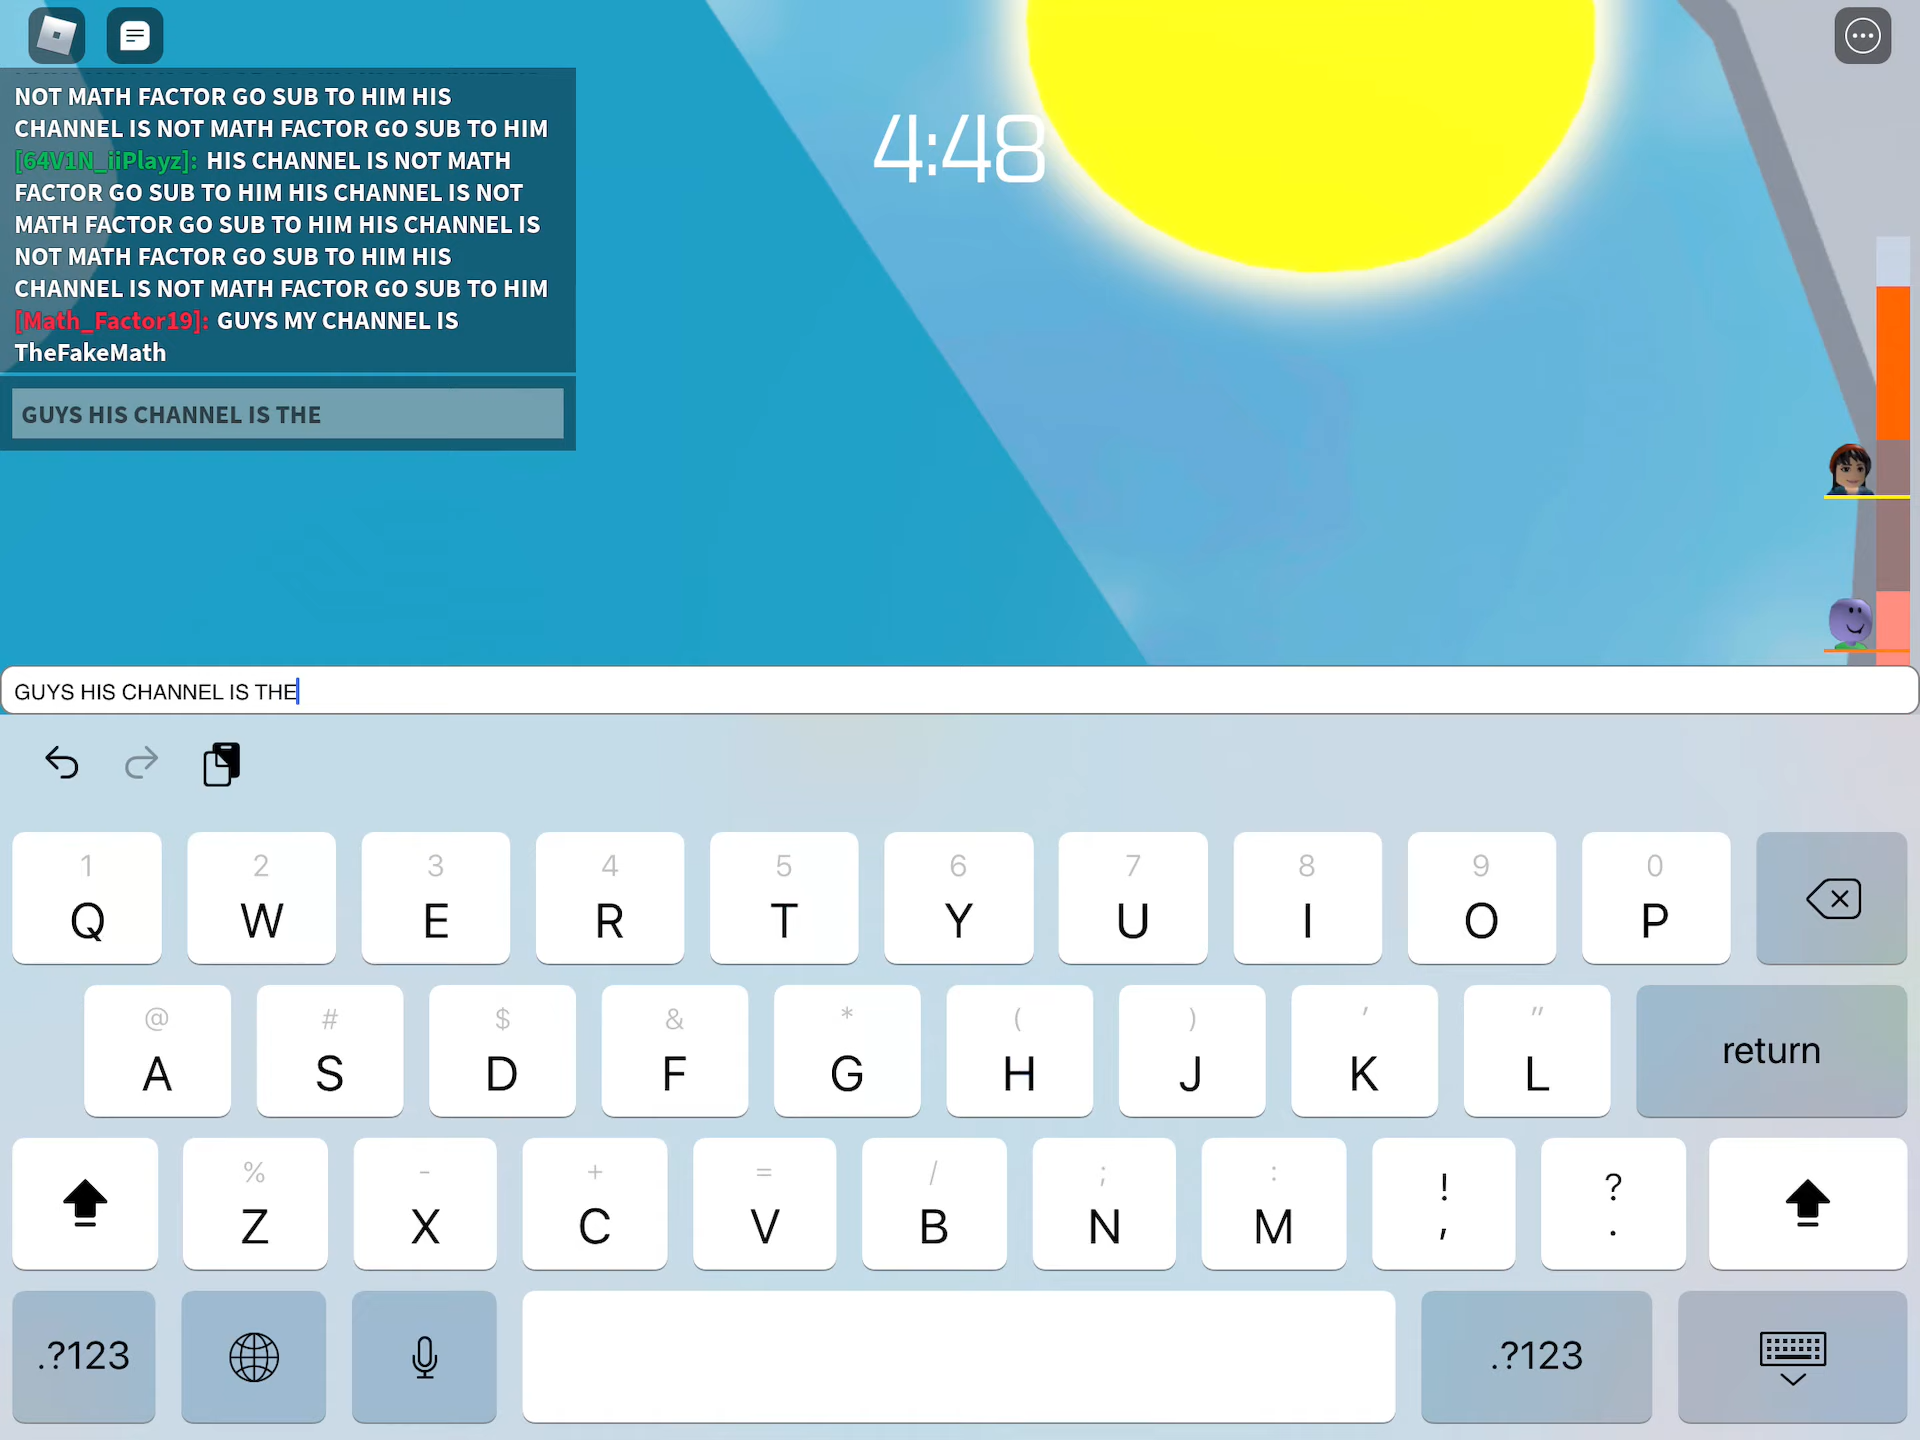 4:48
NOT MATH FACTOR GO SUB TO HIM HIS
CHANNEL IS NOT MATH FACTOR GO SUB TO HIM
[64V1N_iiPlayz]: HIS CHANNEL IS NOT MATH
FACTOR GO SUB TO HIM HIS CHANNEL IS NOT
MATH FACTOR GO SUB TO HIM HIS CHANNEL IS
NOT MATH FACTOR GO SUB TO HIM HIS
CHANNEL IS NOT MATH FACTOR GO SUB TO HIM
[Math_Factor19]: GUYS MY CHANNEL IS
TheFakeMath
GUYS HIS CHANNEL IS THE
GUYS HIS CHANNEL IS THE
1 2 3 4 5 6 7 8 9 0
Q W E R T Y U I O P
@ # $ & * ( ) ' "
A S D F G H J K L return
% - + = / ; : ! ?
Z X C V B N M , .
.?123 .?123